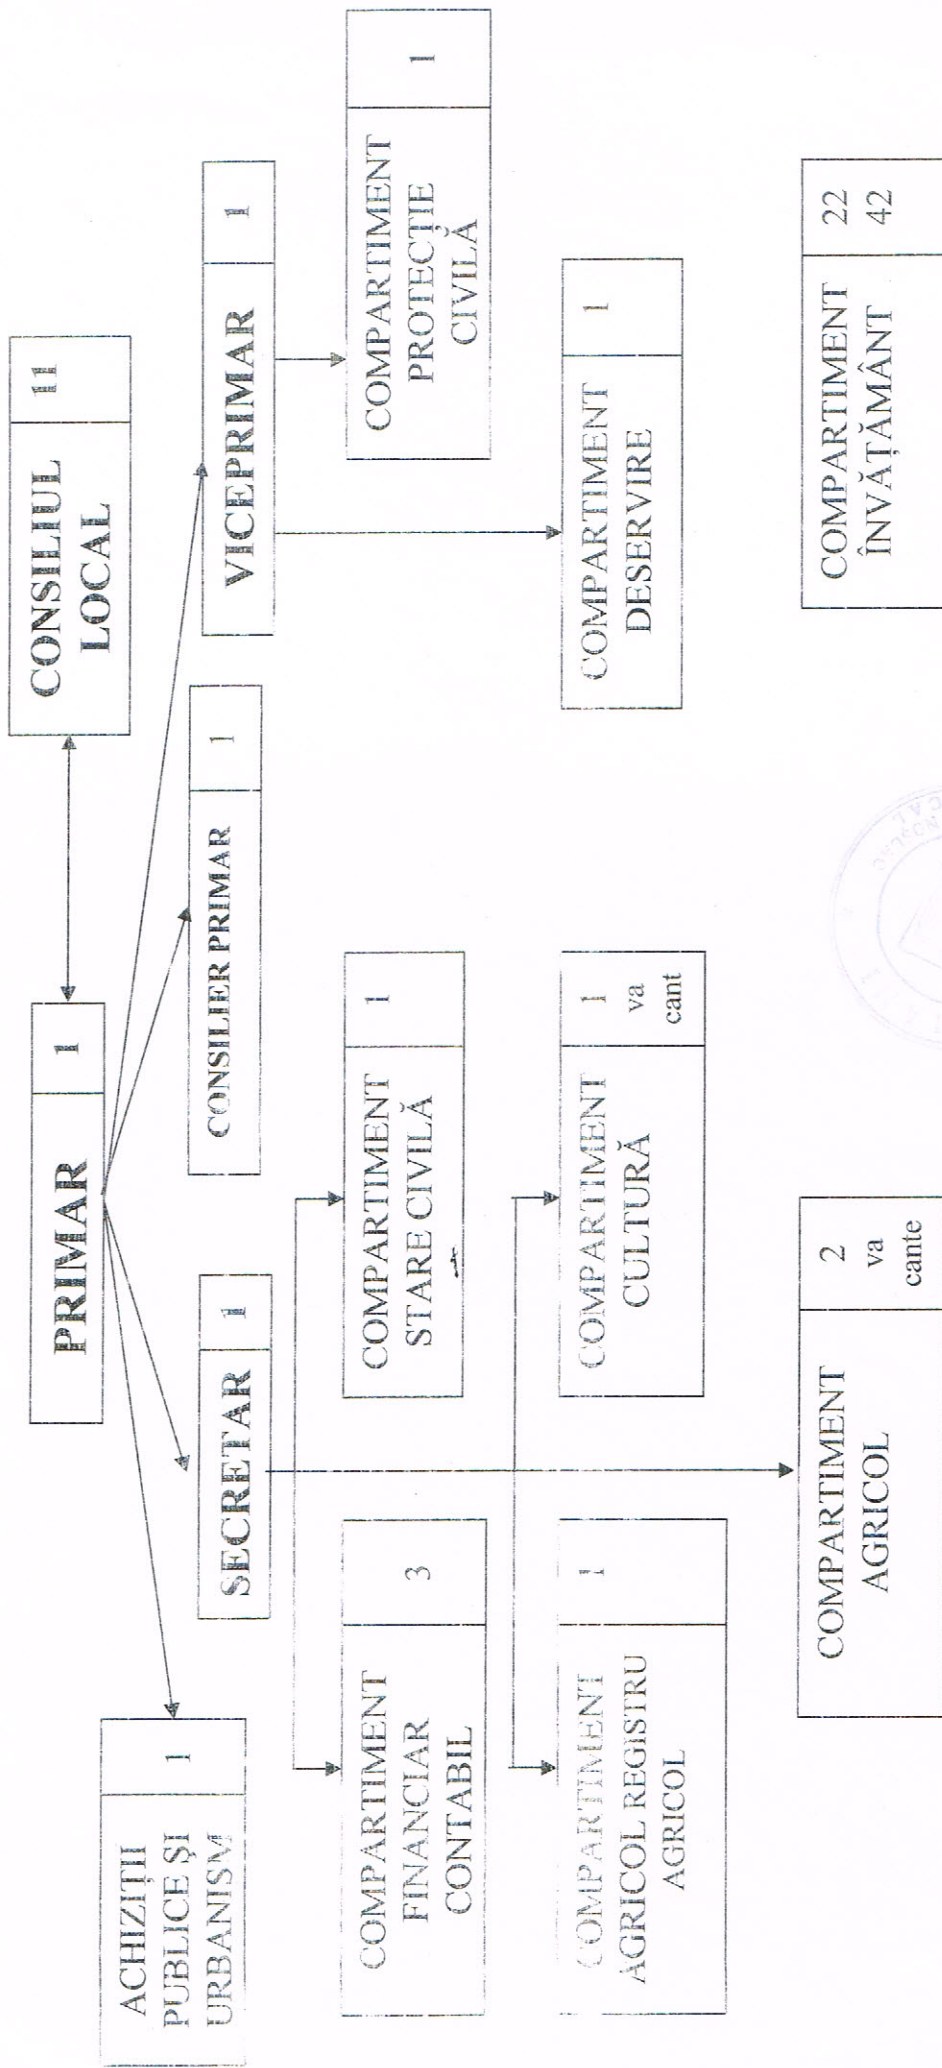 PRIMAR
1
CONSILIUL
LOCAL
11
ACHIZIȚII
PUBLICE ȘI
URBANISM
1
SECRETAR
1
CONSILIER PRIMAR
1
VICEPRIMAR
1
COMPARTIMENT
FINANCIAR
CONTABIL
3
COMPARTIMENT
STARE CIVILĂ
1
COMPARTIMENT
PROTECȚIE
CIVILĂ
1
COMPARTIMENT
AGRICOL REGISTRU
AGRICOL
1
COMPARTIMENT
CULTURĂ
1
va
cant
COMPARTIMENT
DESERVIRE
1
COMPARTIMENT
AGRICOL
2
va
cante
COMPARTIMENT
ÎNVĂȚĂMÂNT
22
42